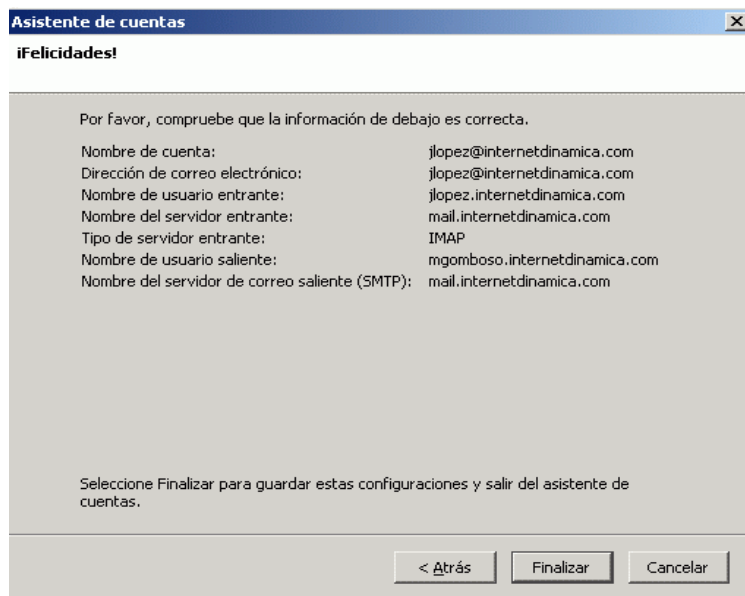 Asistente de cuentas
¡Felicidades!
Por favor, compruebe que la información de debajo es correcta.
Nombre de cuenta: jlopez@internetdinamica.com
Dirección de correo electrónico: jlopez@internetdinamica.com
Nombre de usuario entrante: jlopez.internetdinamica.com
Nombre del servidor entrante: mail.internetdinamica.com
Tipo de servidor entrante: IMAP
Nombre de usuario saliente: mgomboso.internetdinamica.com
Nombre del servidor de correo saliente (SMTP): mail.internetdinamica.com
Seleccione Finalizar para guardar estas configuraciones y salir del asistente de
cuentas.
< Atrás Finalizar Cancelar